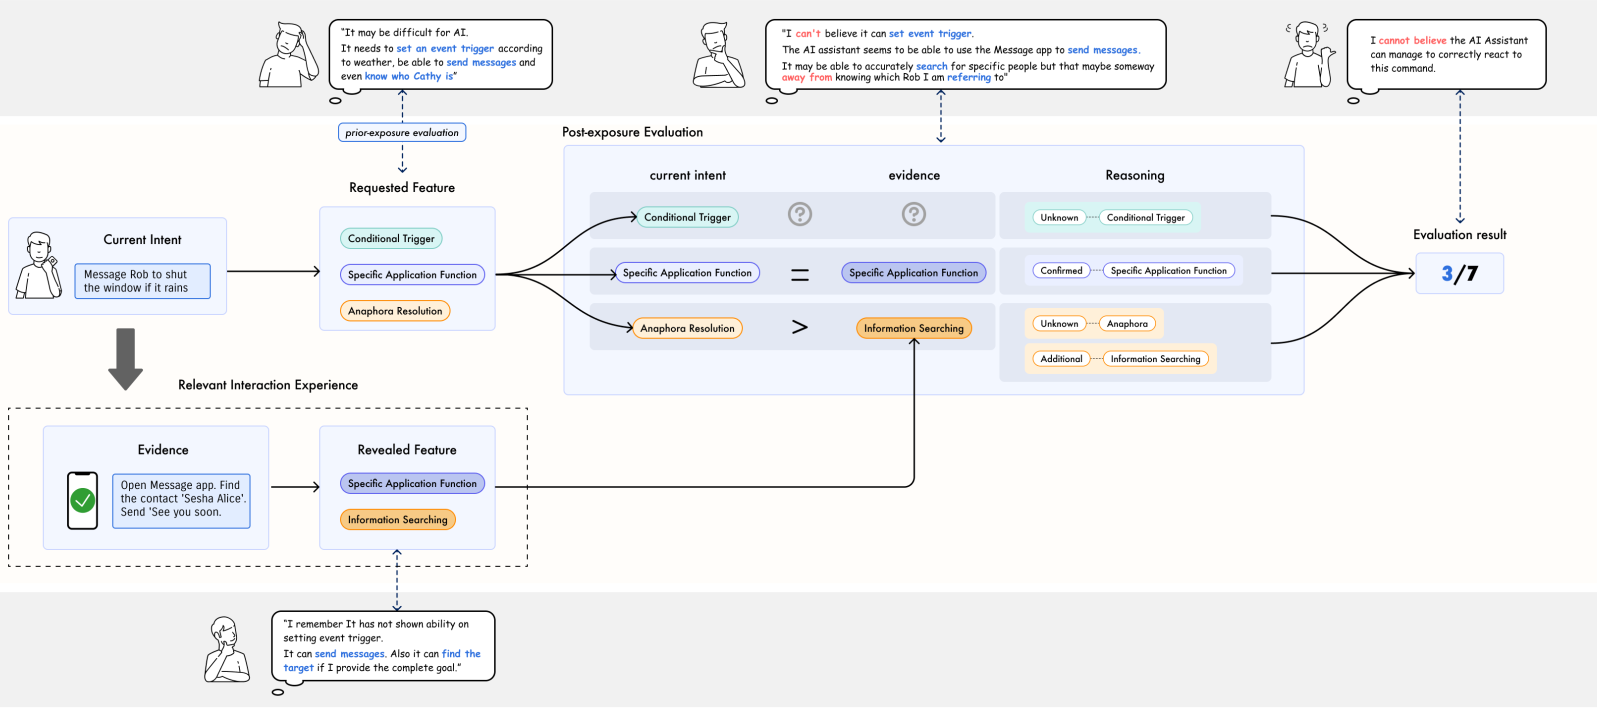 "It may be difficult for AI.
It needs to set an event trigger according
to weather, be able to send messages and
even know who Cathy is"
"I can't believe it can set event trigger.
The AI assistant seems to be able to use the Message app to send messages.
It may be able to accurately search for specific people but that maybe someway
away from knowing which Rob I am referring to"
I cannot believe the AI Assistant
can manage to correctly react to
this command.
prior-exposure evaluation
Post-exposure Evaluation
Requested Feature
Conditional Trigger
Specific Application Function
Anaphora Resolution
Current Intent
Message Rob to shut
the window if it rains
current intent
evidence
Reasoning
Conditional Trigger
?
?
Unknown
Conditional Trigger
Specific Application Function
=
Specific Application Function
Confirmed
Specific Application Function
Anaphora Resolution
>
Information Searching
Unknown
Anaphora
Additional
Information Searching
Evaluation result
3/7
Relevant Interaction Experience
Evidence
Open Message app. Find
the contact 'Sesha Alice'.
Send 'See you soon.
Revealed Feature
Specific Application Function
Information Searching
"I remember It has not shown ability on
setting event trigger.
It can send messages. Also it can find the
target if I provide the complete goal."